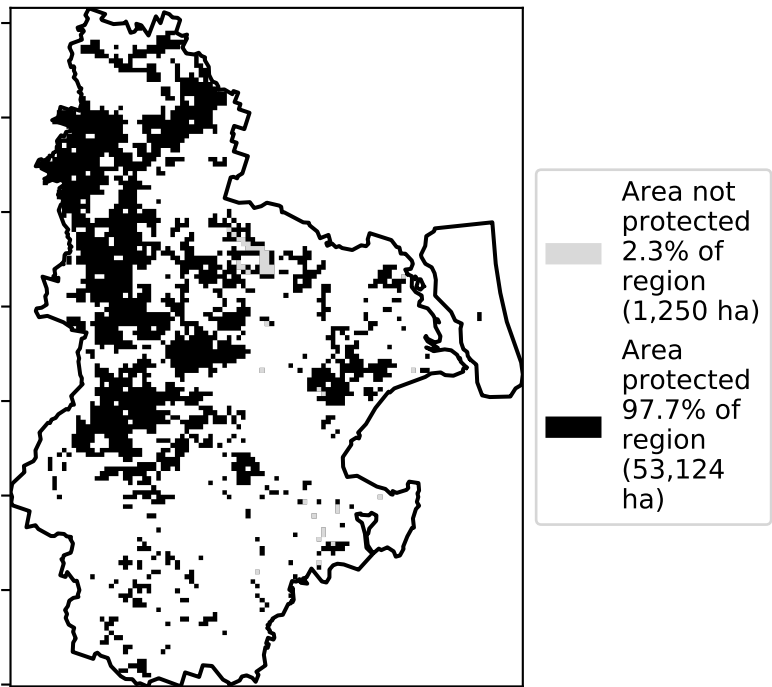 Area not
protected
2.3% of
region
(1,250 ha)
Area
protected
97.7% of
region
(53,124
ha)